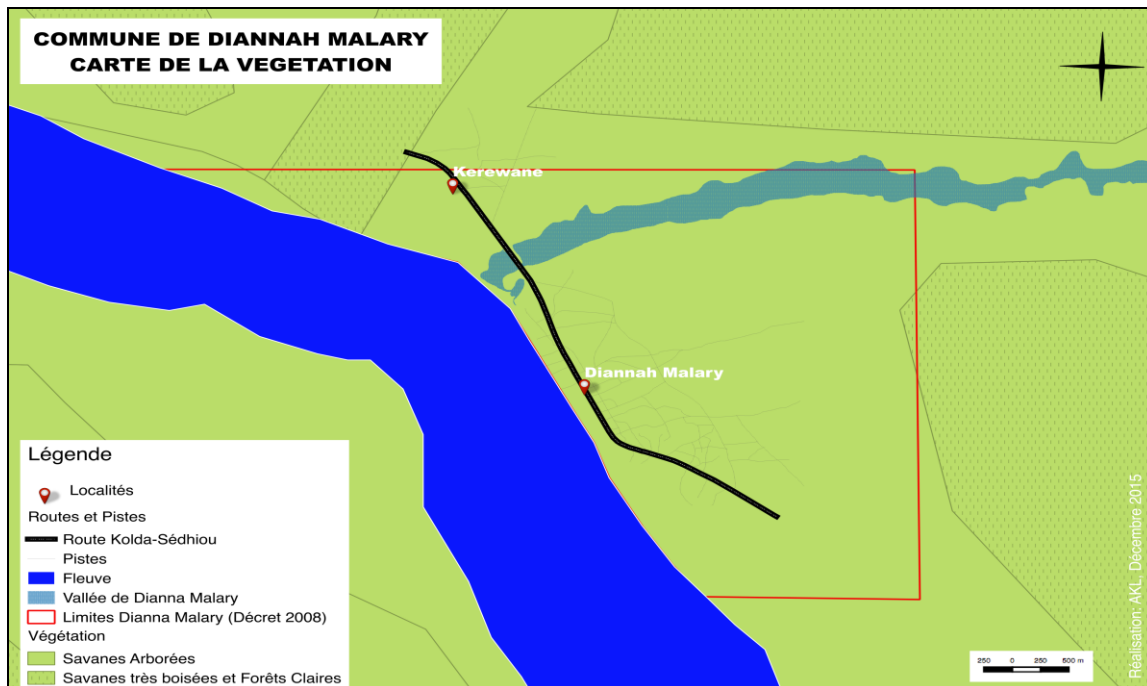 COMMUNE DE DIANNAH MALARY
CARTE DE LA VEGETATION
Kerewane
Diannah Malary
Légende
Localités
Routes et Pistes
Route Kolda-Sédhiou
Pistes
Fleuve
Vallée de Dianna Malary
Limites Dianna Malary (Décret 2008)
Végétation
Savanes Arborées
Savanes très boisées et Forêts Claires
250 0 250 500 m
Réalisation: AKL, Décembre 2015